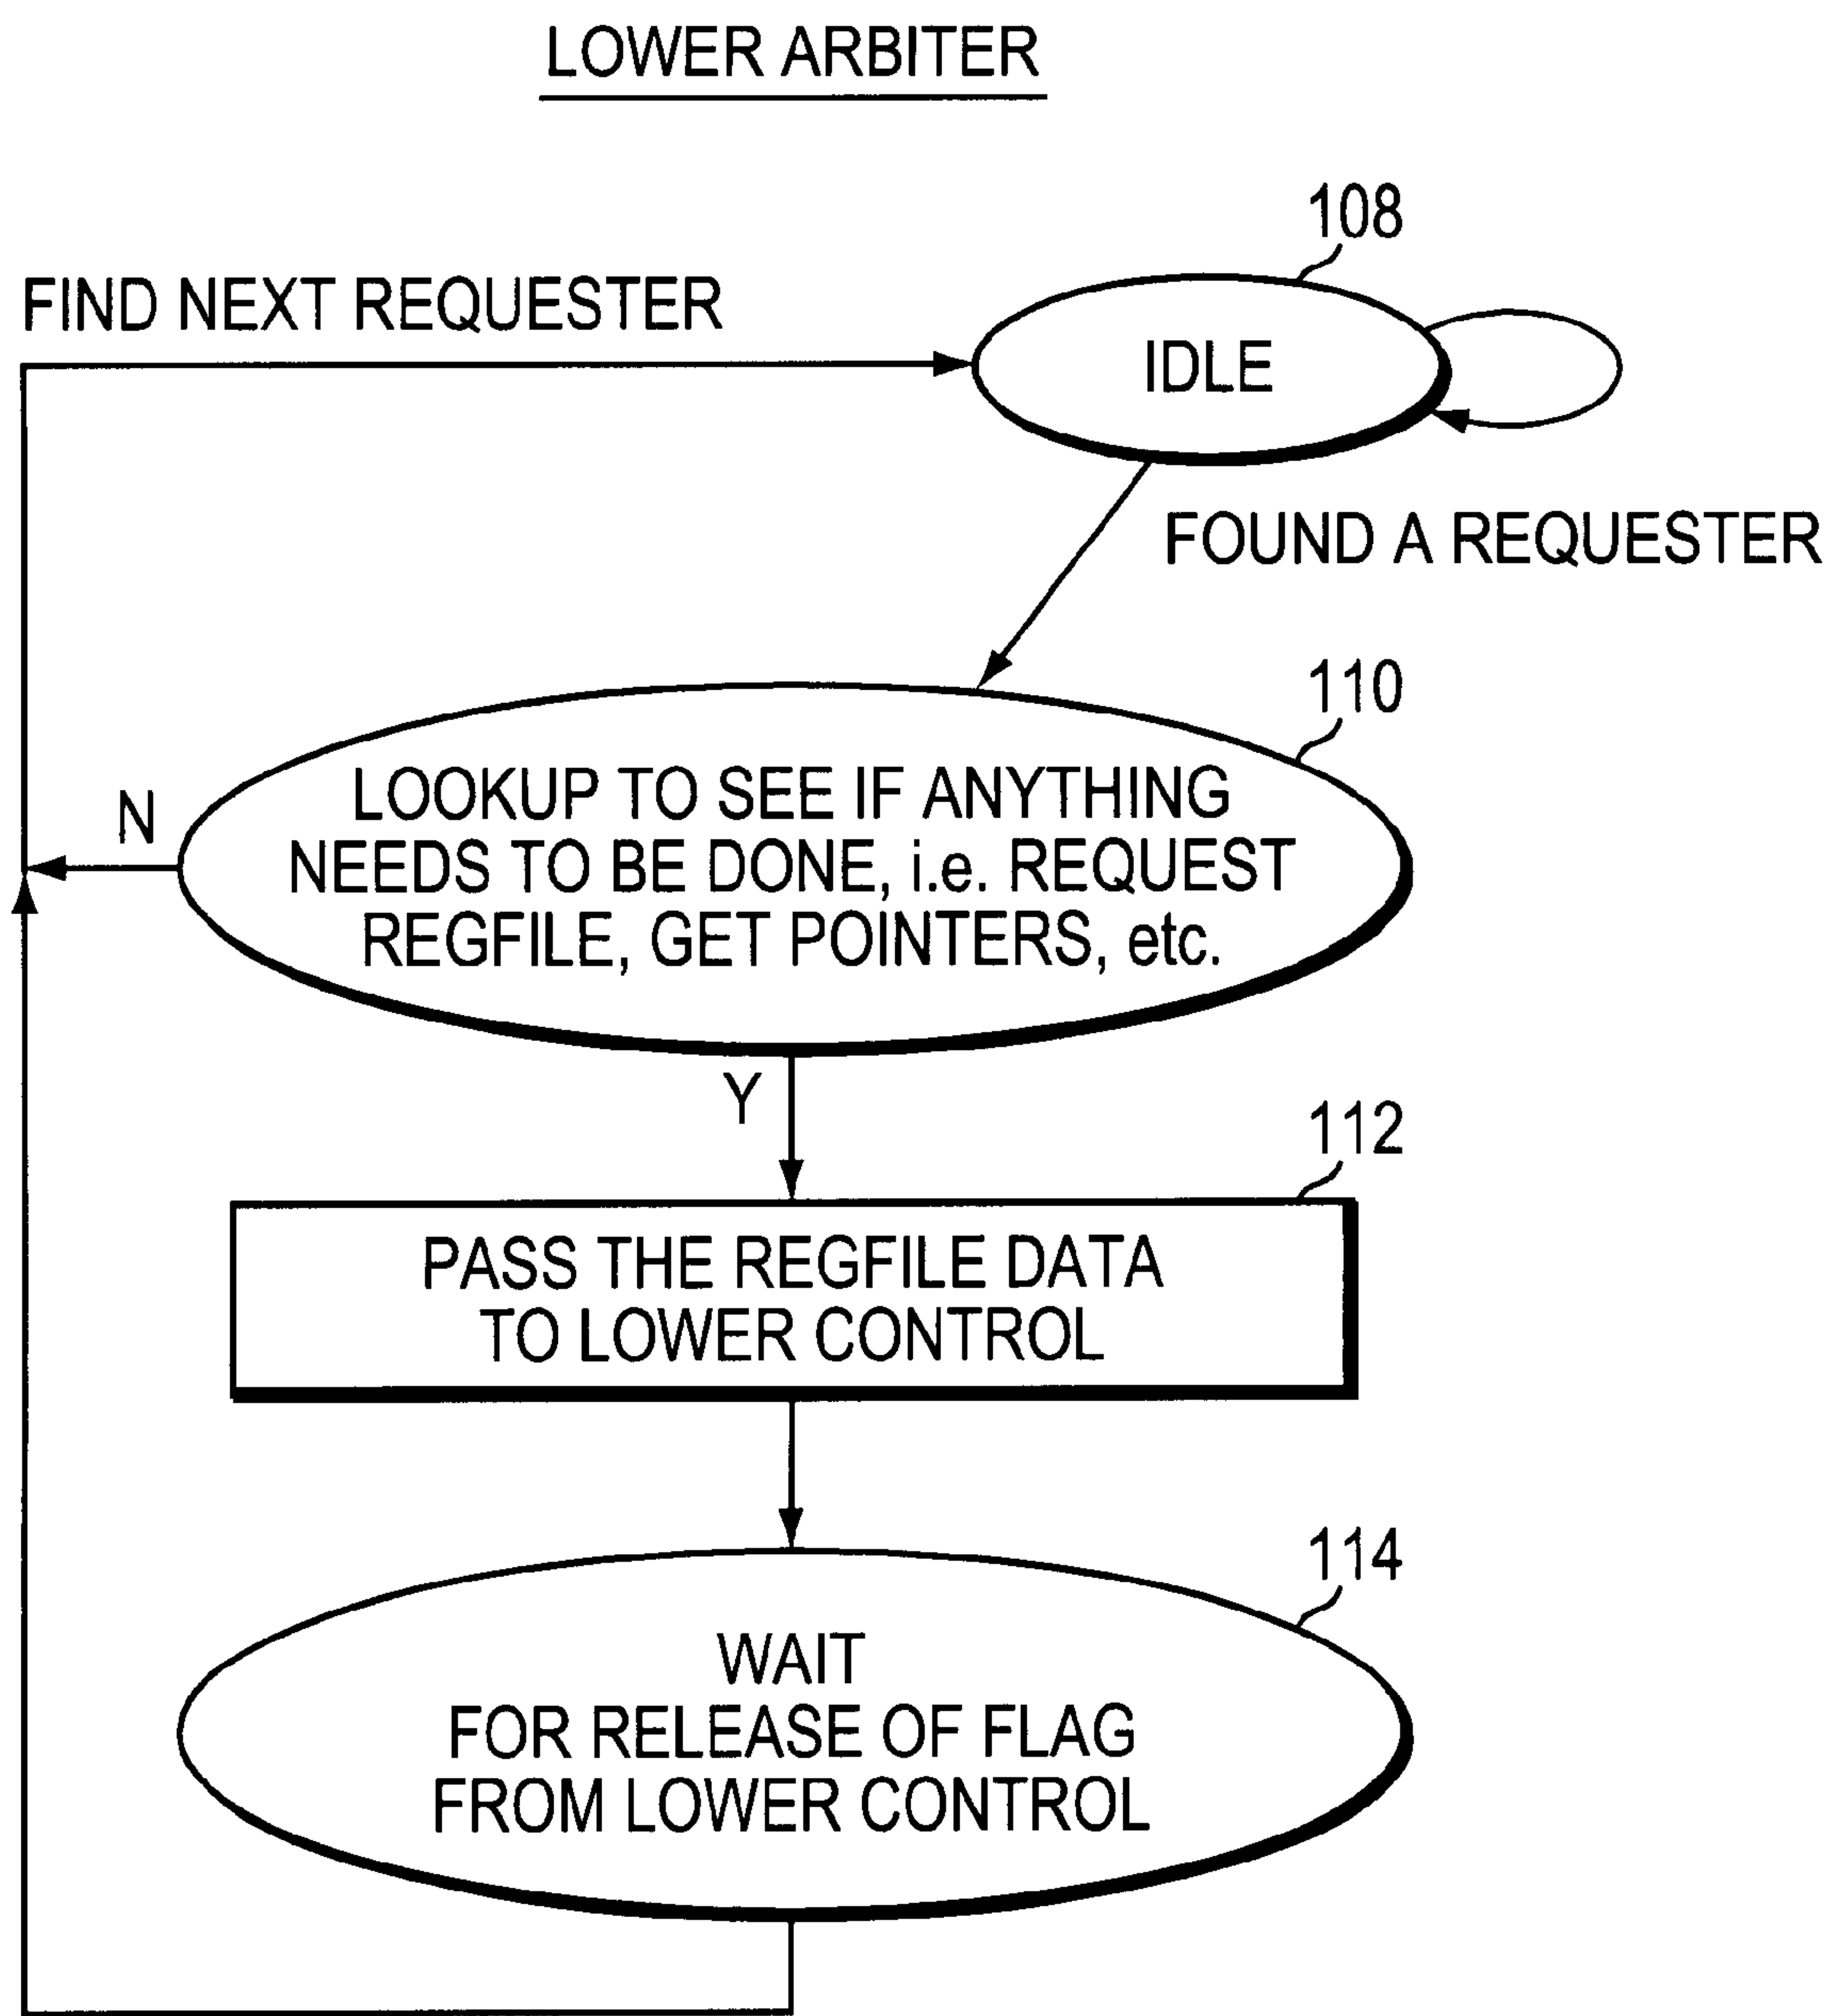 LOWER ARBITER
108
FIND NEXT REQUESTER
IDLE
FOUND A REQUESTER
110
LOOKUP TO SEE IF ANYTHING
NEEDS TO BE DONE, i.e. REQUEST
REGFILE, GET POINTERS, etc.
N
Y
112
PASS THE REGFILE DATA
TO LOWER CONTROL
114
WAIT
FOR RELEASE OF FLAG
FROM LOWER CONTROL